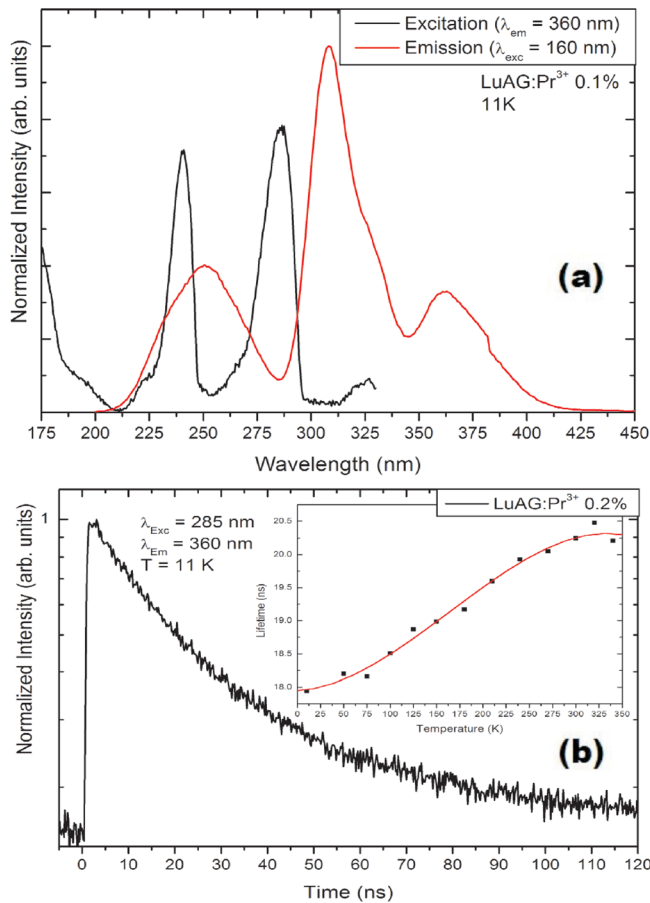 Excitation (λem = 360 nm)
Emission (λexc = 160 nm)
LuAG:Pr3+ 0.1%
11K
(a)
Normalized Intensity (arb. units)
175 200 225 250 275 300 325 350 375 400 425 450
Wavelength (nm)
LuAG:Pr3+ 0.2%
λExc = 285 nm
λEm = 360 nm
T = 11 K
1
Normalized Intensity (arb. units)
20.5
20.0
19.5
19.0
18.5
18.0
Lifetime (ns)
0 25 50 75 100 125 150 175 200 225 250 275 300 325 350
Temperature (K)
(b)
0 10 20 30 40 50 60 70 80 90 100 110 120
Time (ns)